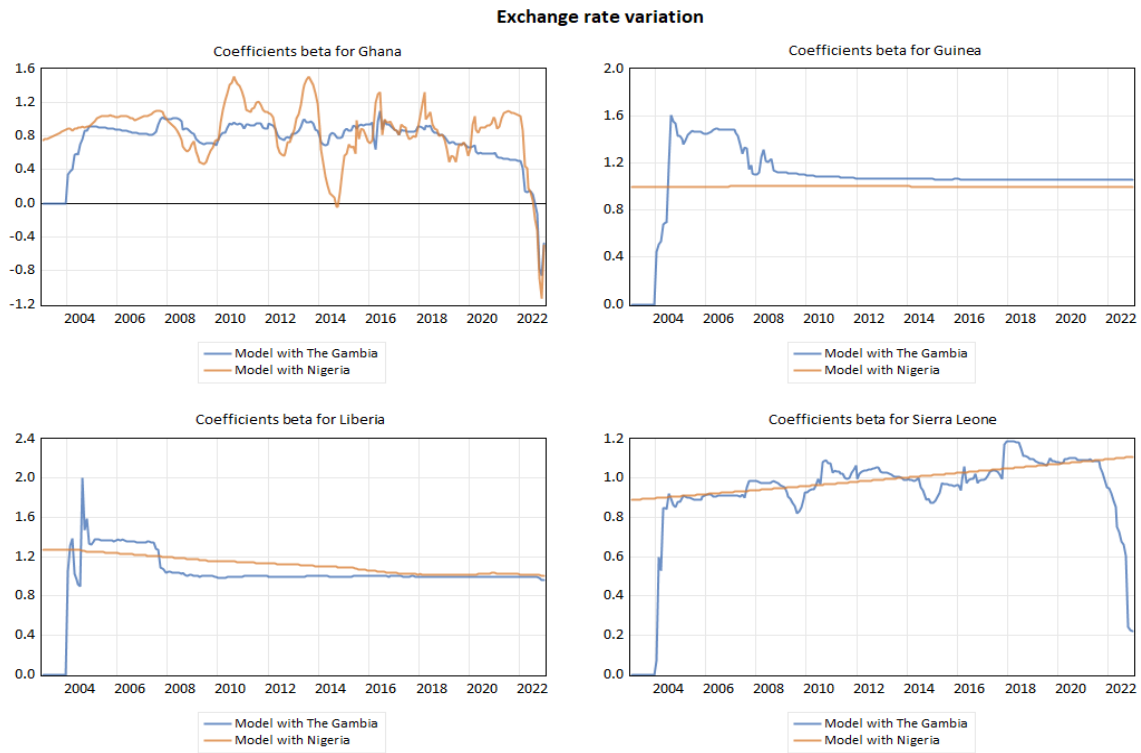 Exchange rate variation
Coefficients beta for Ghana
1.6
1.2
0.8
0.4
0.0
-0.4
-0.8
-1.2
2004 2006 2008 2010 2012 2014 2016 2018 2020 2022
Model with The Gambia
Model with Nigeria
Coefficients beta for Guinea
2.0
1.6
1.2
0.8
0.4
0.0
2004 2006 2008 2010 2012 2014 2016 2018 2020 2022
Model with The Gambia
Model with Nigeria
Coefficients beta for Liberia
2.4
2.0
1.6
1.2
0.8
0.4
0.0
2004 2006 2008 2010 2012 2014 2016 2018 2020 2022
Model with The Gambia
Model with Nigeria
Coefficients beta for Sierra Leone
1.2
1.0
0.8
0.6
0.4
0.2
0.0
2004 2006 2008 2010 2012 2014 2016 2018 2020 2022
Model with The Gambia
Model with Nigeria